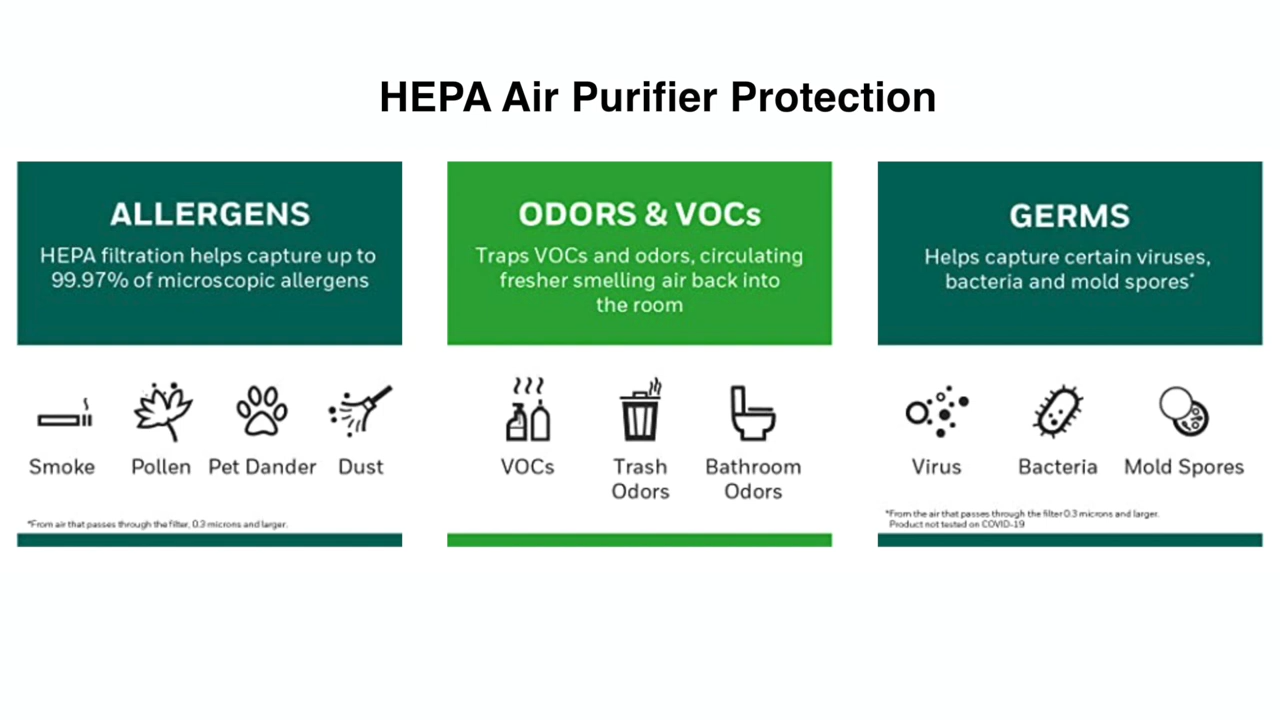 HEPA Air Purifier Protection
ALLERGENS
HEPA filtration helps capture up to
99.97% of microscopic allergens
Smoke
Pollen
Pet Dander
Dust
*From air that passes through the filter, 0.3 microns and larger.
ODORS & VOCs
Traps VOCs and odors, circulating
fresher smelling air back into
the room
VOCs
Trash
Odors
Bathroom
Odors
GERMS
Helps capture certain viruses,
bacteria and mold spores*
Virus
Bacteria
Mold Spores
*From the air that passes through the filter 0.3 microns and larger.
Product not tested on COVID-19